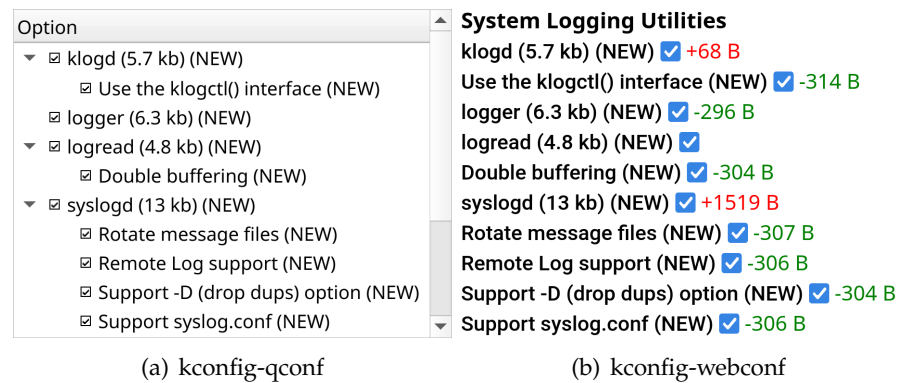 Option
klogd (5.7 kb) (NEW)
Use the klogctl() interface (NEW)
logger (6.3 kb) (NEW)
logread (4.8 kb) (NEW)
Double buffering (NEW)
syslogd (13 kb) (NEW)
Rotate message files (NEW)
Remote Log support (NEW)
Support -D (drop dups) option (NEW)
Support syslog.conf (NEW)
(a) kconfig-qconf
System Logging Utilities
klogd (5.7 kb) (NEW) +68 B
Use the klogctl() interface (NEW) -314 B
logger (6.3 kb) (NEW) -296 B
logread (4.8 kb) (NEW)
Double buffering (NEW) -304 B
syslogd (13 kb) (NEW) +1519 B
Rotate message files (NEW) -307 B
Remote Log support (NEW) -306 B
Support -D (drop dups) option (NEW) -304 B
Support syslog.conf (NEW) -306 B
(b) kconfig-webconf